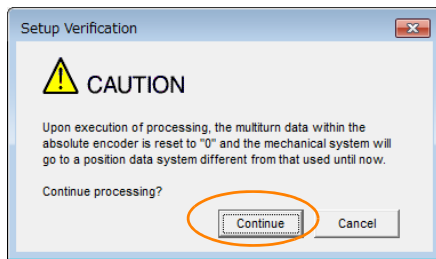 Setup Verification
CAUTION
Upon execution of processing, the multiturn data within the
absolute encoder is reset to "0" and the mechanical system will
go to a position data system different from that used until now.
Continue processing?
Continue Cancel